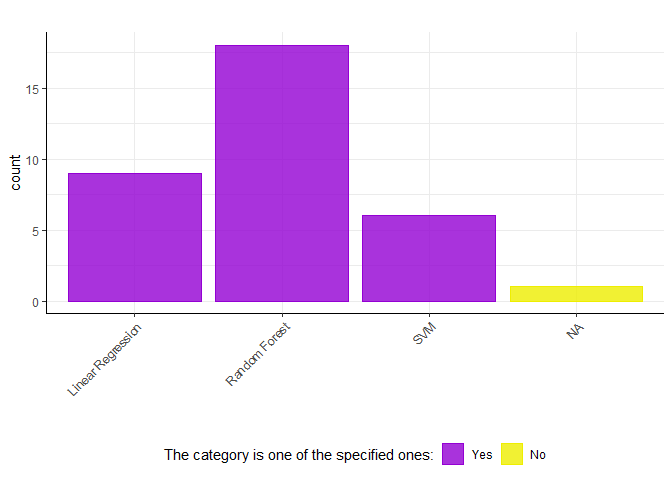 count
15
10
5
0
Linear Regression
Random Forest
SVM
NA
The category is one of the specified ones: Yes No